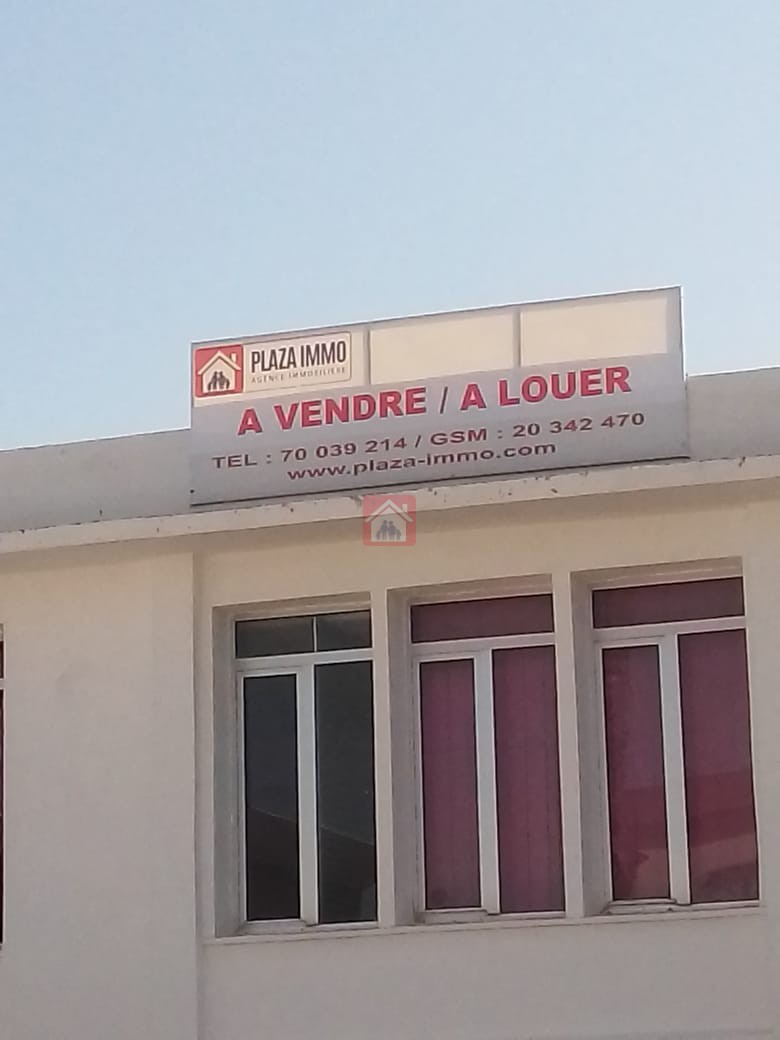 PLAZA IMMO
AGENCE IMMOBILIERE
A VENDRE / A LOUER
TEL : 70 039 214 / GSM : 20 342 470
www.plaza-immo.com